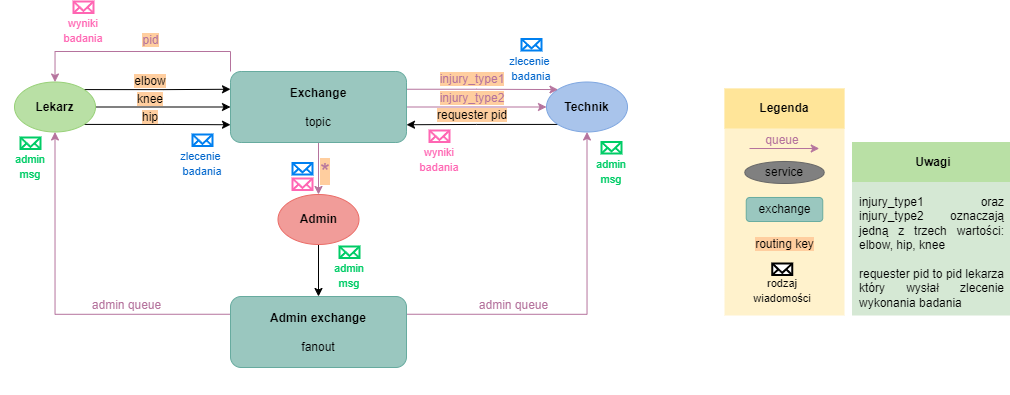 wyniki
badania
pid
elbow
knee
hip
Lekarz
Exchange
topic
injury_type1
injury_type2
requester pid
Technik
zlecenie
badania
admin
msg
zlecenie
badania
wyniki
badania
admin
msg
*
Admin
admin
msg
admin queue
admin queue
Admin exchange
fanout
Legenda
queue
service
exchange
routing key
rodzaj
wiadomości
Uwagi
injury_type1 oraz
injury_type2 oznaczają
jedną z trzech wartości:
elbow, hip, knee
requester pid to pid lekarza
który wysłał zlecenie
wykonania badania